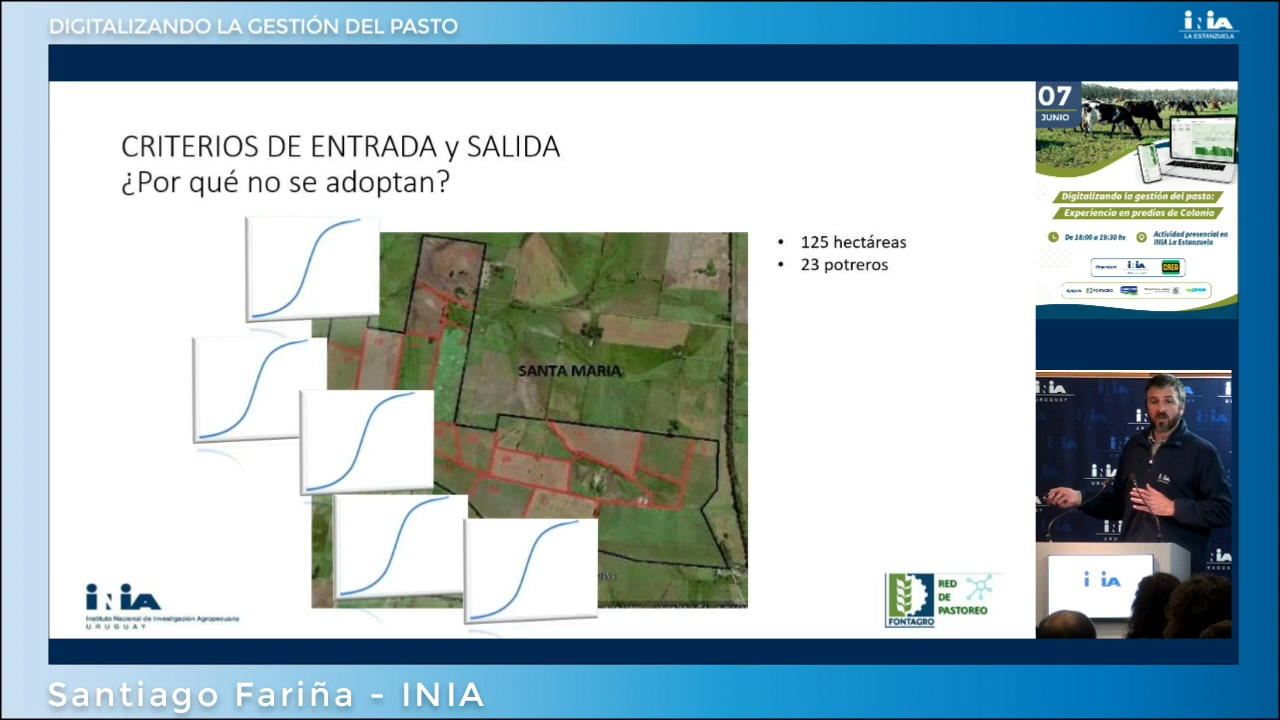 DIGITALIZANDO LA GESTIÓN DEL PASTO
INIA
LA ESTANZUELA
CRITERIOS DE ENTRADA y SALIDA
¿Por qué no se adoptan?
• 125 hectáreas
• 23 potreros
SANTA MARIA
INIA
Instituto Nacional de Investigación Agropecuaria
URUGUAY
FONTAGRO
RED
DE
PASTOREO
07
JUNIO
Digitalizando la gestión del pasto:
Experiencia en predios de Colonia
De 18:00 a 19:30 hs
Actividad presencial en
INIA La Estanzuela
INIA
CREA
FONTAGRO
INIA
URUGUAY
INIA
Santiago Fariña - INIA